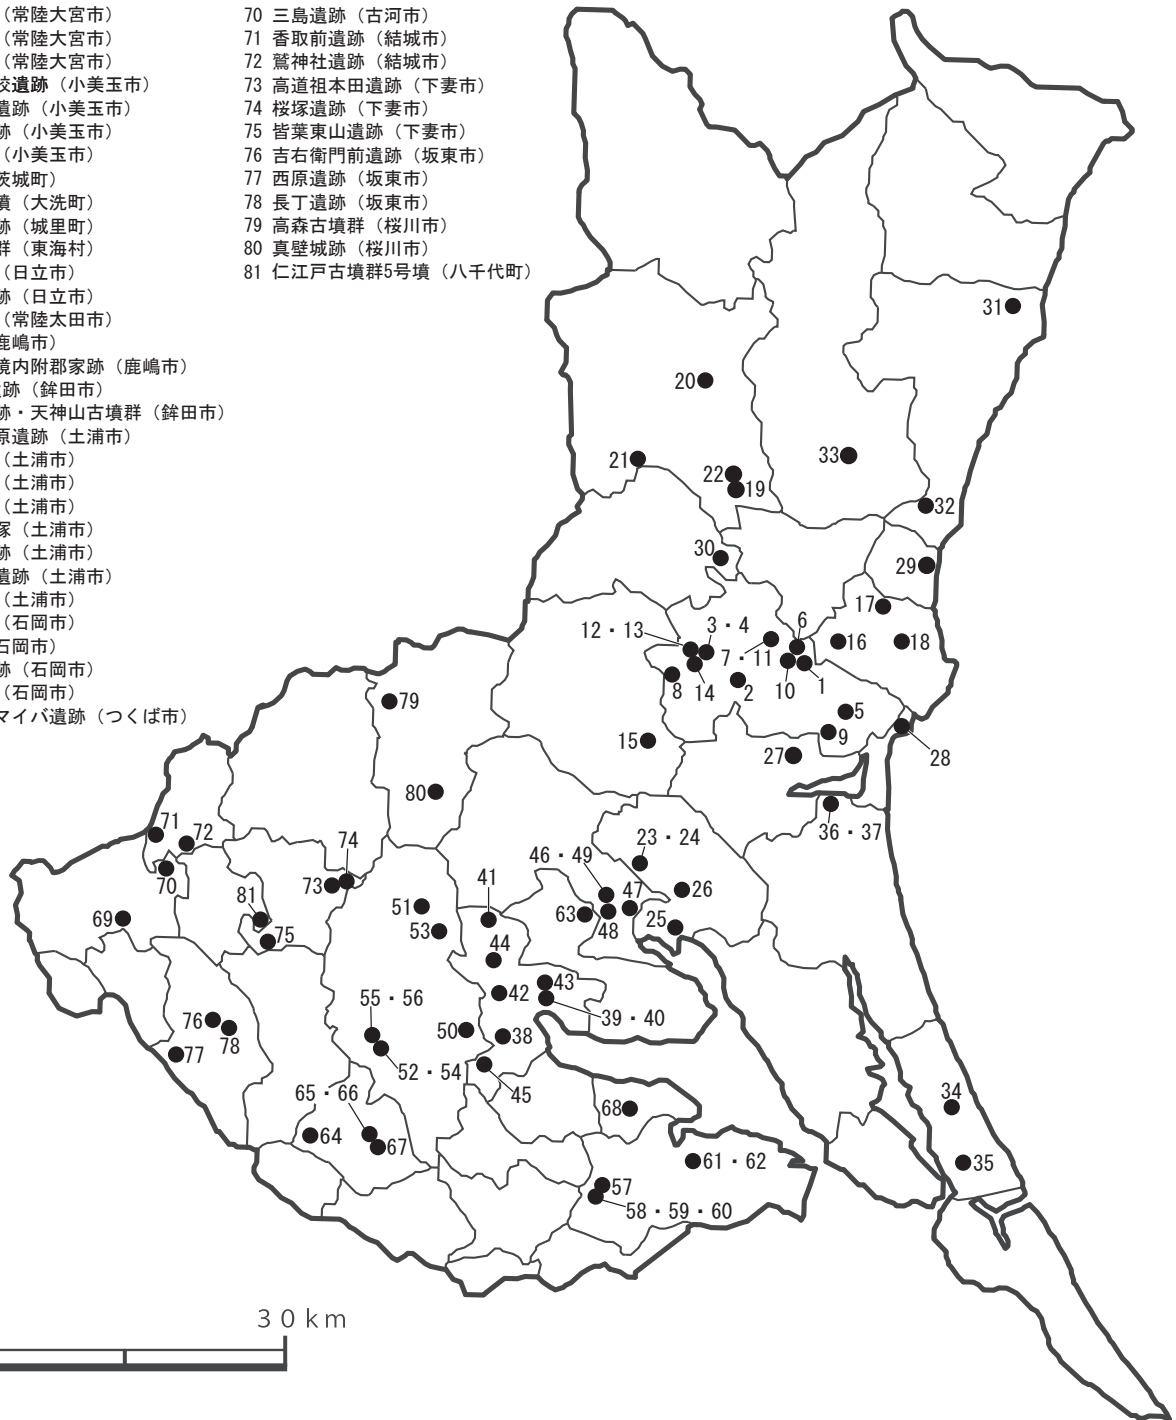 （常陸大宮市）
（常陸大宮市）
（常陸大宮市）
校遺跡（小美玉市）
遺跡（小美玉市）
跡（小美玉市）
（小美玉市）
茨城町）
墳（大洗町）
跡（城里町）
群（東海村）
（日立市）
跡（日立市）
（常陸太田市）
鹿嶋市）
境内附郡家跡（鹿嶋市）
跡（鉾田市）
跡・天神山古墳群（鉾田市）
原遺跡（土浦市）
（土浦市）
（土浦市）
（土浦市）
塚（土浦市）
跡（土浦市）
遺跡（土浦市）
（土浦市）
（石岡市）
石岡市）
跡（石岡市）
（石岡市）
マイバ遺跡（つくば市）
70 三島遺跡（古河市）
71 香取前遺跡（結城市）
72 鷲神社遺跡（結城市）
73 高道祖本田遺跡（下妻市）
74 桜塚遺跡（下妻市）
75 皆葉東山遺跡（下妻市）
76 吉右衛門前遺跡（坂東市）
77 西原遺跡（坂東市）
78 長丁遺跡（坂東市）
79 高森古墳群（桜川市）
80 真壁城跡（桜川市）
81 仁江戸古墳群5号墳（八千代町）
31
20
21
22
19
33
32
30
29
17
12・13
3・4
6
16
18
7・11
8
14
2
10
1
79
5
9
15
27
28
80
36・37
71
72
74
23・24
46・49
70
73
41
26
81
51
47
69
63
48
25
75
53
44
43
42
55・56
39・40
76
78
50
38
77
52・54
45
65・66
34
68
64
67
61・62
35
57
58・59・60
30km